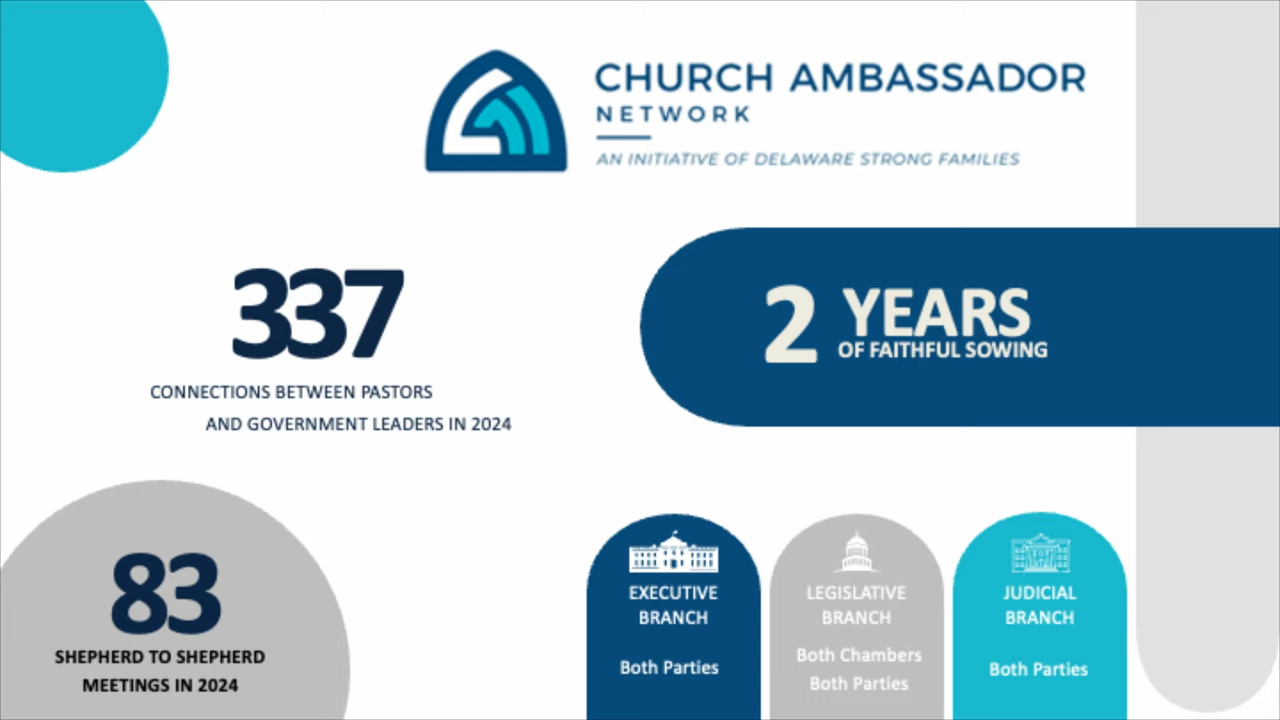 CHURCH AMBASSADOR
NETWORK
AN INITIATIVE OF DELAWARE STRONG FAMILIES
337
CONNECTIONS BETWEEN PASTORS
AND GOVERNMENT LEADERS IN 2024
2 YEARS
OF FAITHFUL SOWING
83
SHEPHERD TO SHEPHERD
MEETINGS IN 2024
EXECUTIVE
BRANCH
Both Parties
LEGISLATIVE
BRANCH
Both Chambers
Both Parties
JUDICIAL
BRANCH
Both Parties